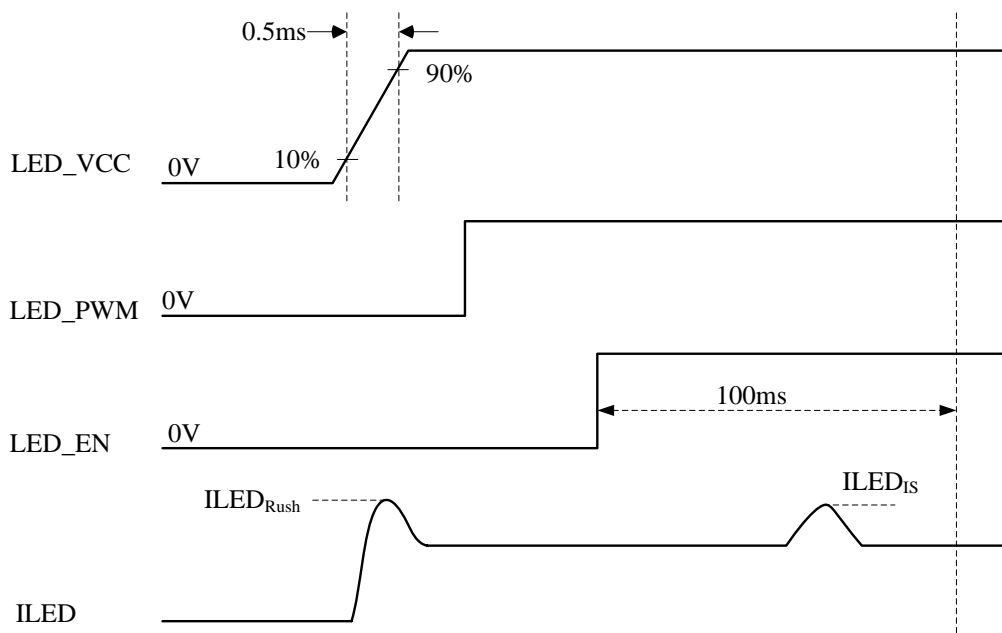 0.5ms
90%
10%
LED_VCC
0V
LED_PWM
0V
100ms
LED_EN
0V
ILEDRush
ILEDIS
ILED